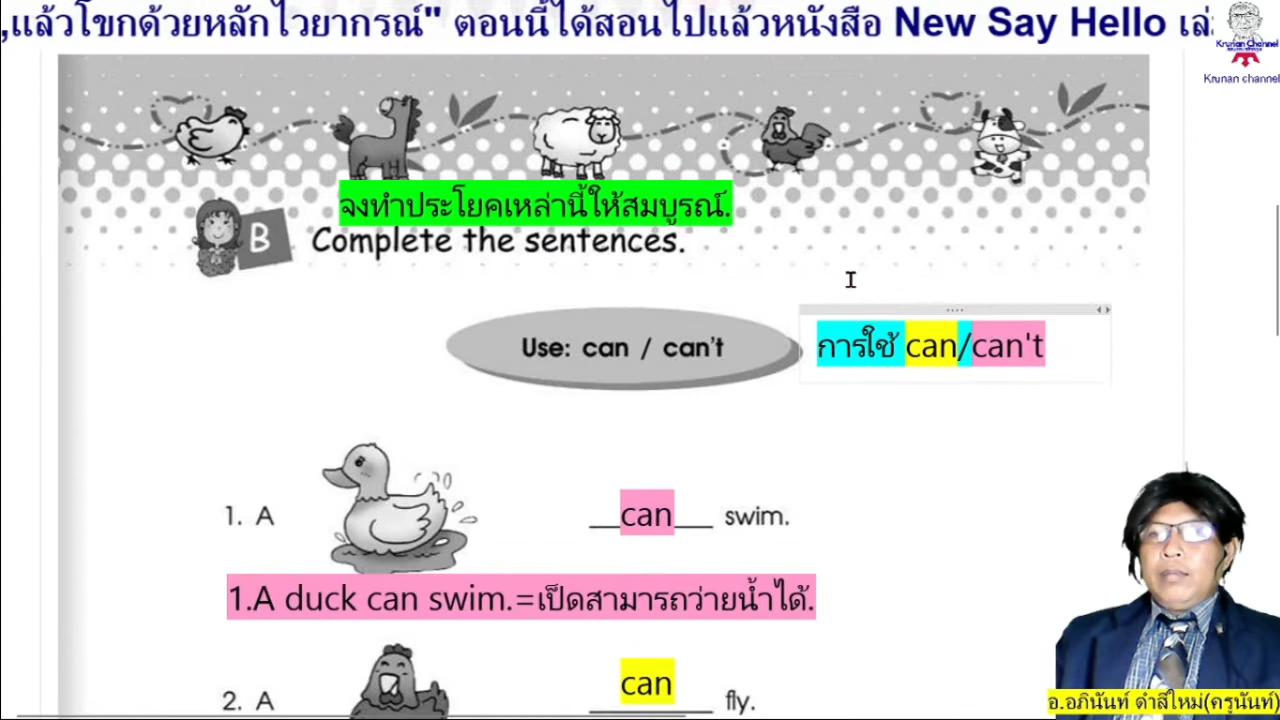 ,แล้วโขกด้วยหลักไวยากรณ์" ตอนนี้ได้สอนไปแล้วหนังสือ New Say Hello เล่
Krunan Channel
Krunan channel
จงทำประโยคเหล่านี้ให้สมบูรณ์.
B Complete the sentences.
Use: can / can't
การใช้ can/can't
1. A can swim.
1.A duck can swim.=เป็ดสามารถว่ายน้ำได้.
2. A can fly.
อ.อภินันท์ ดำสีใหม่(ครูนันท์)